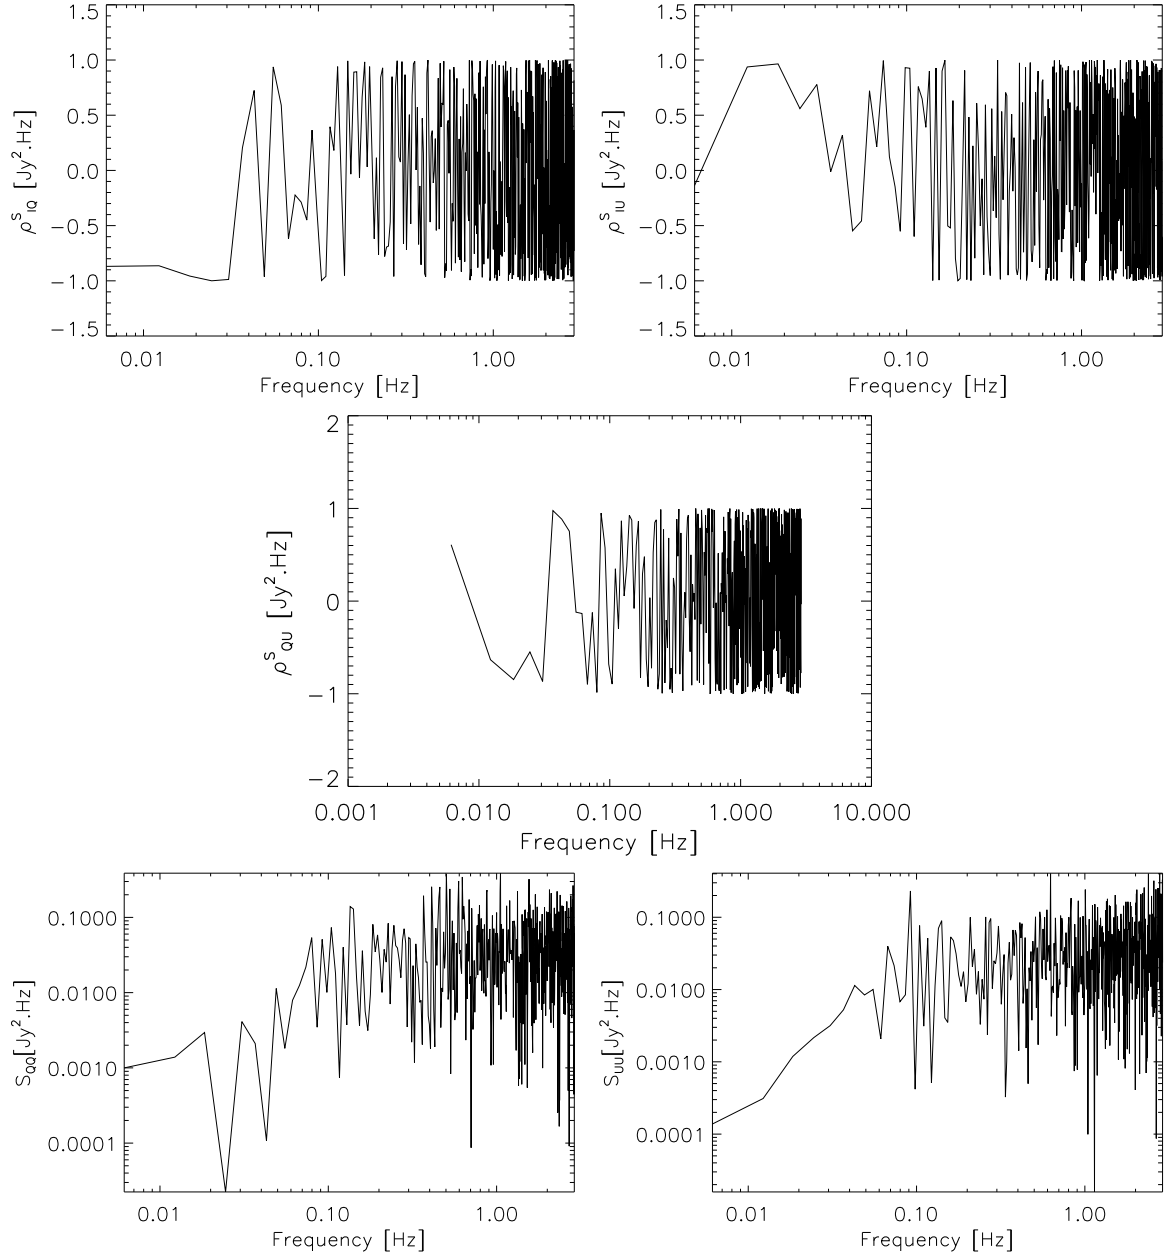 1.5 1.5
1.0 1.0
0.5 0.5
0.0 0.0
−0.5 −0.5
−1.0 −1.0
−1.5 −1.5
ρ^S_IQ [Jy².Hz] ρ^S_IU [Jy².Hz]
0.01 0.10 1.00 0.01 0.10 1.00
Frequency [Hz] Frequency [Hz]
2
1
0
−1
−2
ρ^S_QU [Jy².Hz]
0.001 0.010 0.100 1.000 10.000
Frequency [Hz]
0.1000 0.1000
0.0100 0.0100
0.0010 0.0010
0.0001 0.0001
S_QQ[Jy².Hz] S_UU[Jy².Hz]
0.01 0.10 1.00 0.01 0.10 1.00
Frequency [Hz] Frequency [Hz]